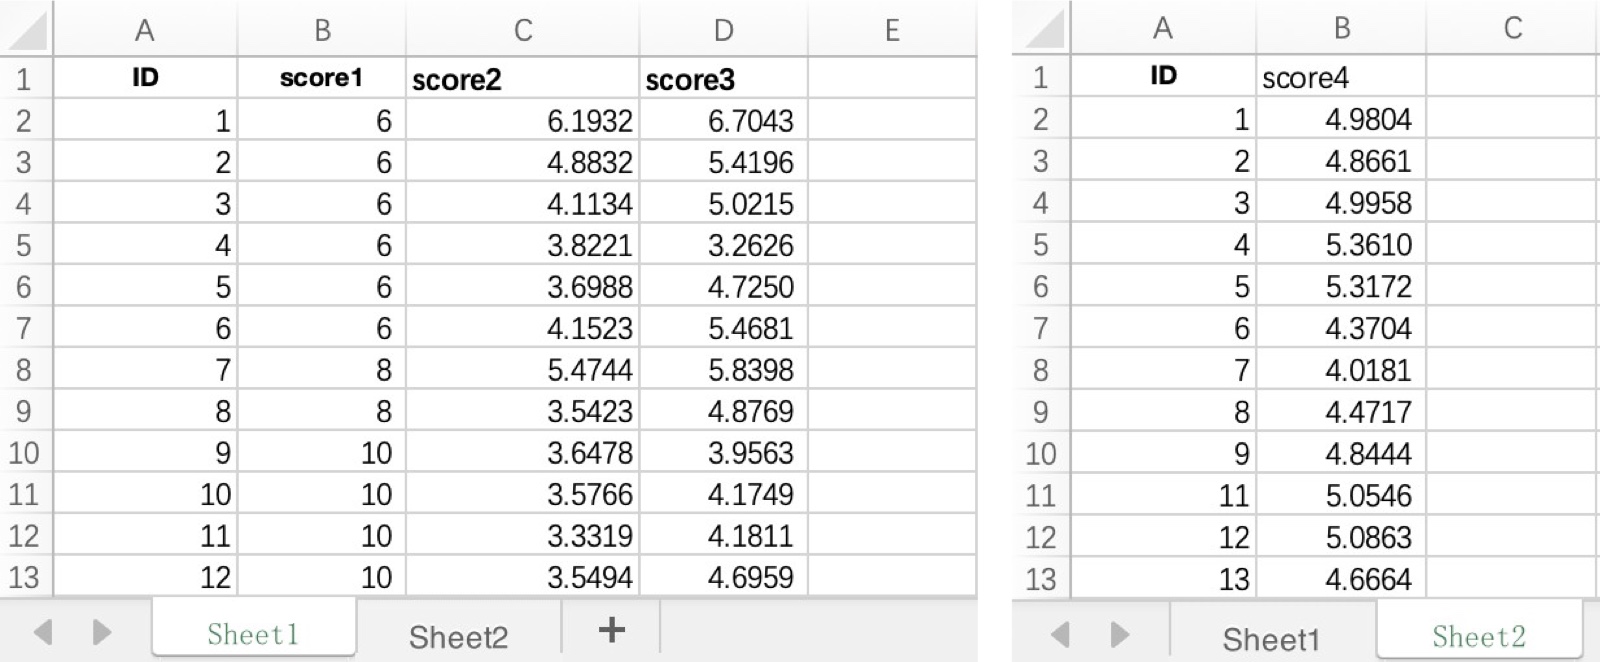 A B C D E
1 ID score1 score2 score3
2 1 6 6.1932 6.7043
3 2 6 4.8832 5.4196
4 3 6 4.1134 5.0215
5 4 6 3.8221 3.2626
6 5 6 3.6988 4.7250
7 6 6 4.1523 5.4681
8 7 8 5.4744 5.8398
9 8 8 3.5423 4.8769
10 9 10 3.6478 3.9563
11 10 10 3.5766 4.1749
12 11 10 3.3319 4.1811
13 12 10 3.5494 4.6959
Sheet1 Sheet2 +
A B C
1 ID score4
2 1 4.9804
3 2 4.8661
4 3 4.9958
5 4 5.3610
6 5 5.3172
7 6 4.3704
8 7 4.0181
9 8 4.4717
10 9 4.8444
11 11 5.0546
12 12 5.0863
13 13 4.6664
Sheet1 Sheet2